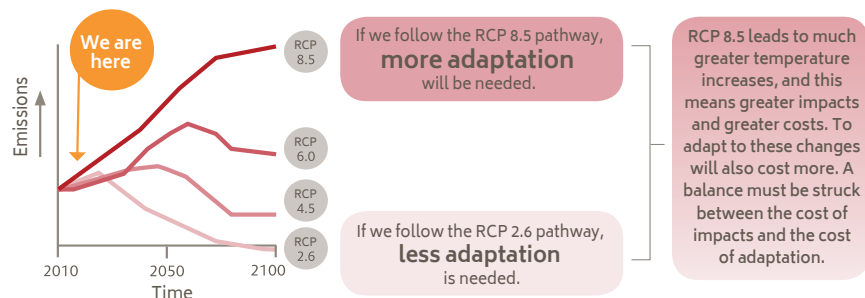 We are
here
Emissions
2010
2050
2100
Time
RCP
8.5
RCP
6.0
RCP
4.5
RCP
2.6
If we follow the RCP 8.5 pathway,
more adaptation
will be needed.
If we follow the RCP 2.6 pathway,
less adaptation
is needed.
RCP 8.5 leads to much
greater temperature
increases, and this
means greater impacts
and greater costs. To
adapt to these changes
will also cost more. A
balance must be struck
between the cost of
impacts and the cost
of adaptation.